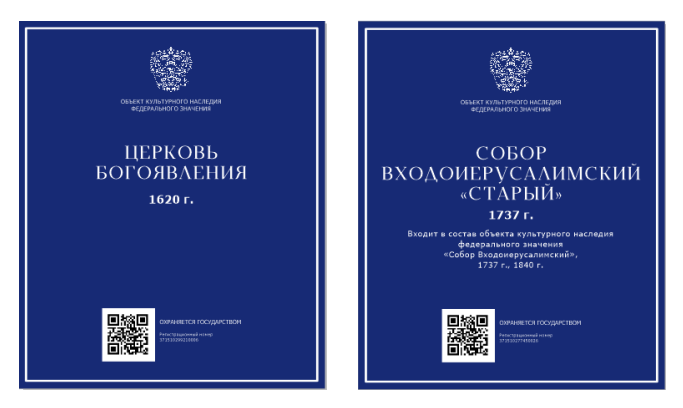 ОБЪЕКТ КУЛЬТУРНОГО НАСЛЕДИЯ
ФЕДЕРАЛЬНОГО ЗНАЧЕНИЯ
ЦЕРКОВЬ
БОГОЯВЛЕНИЯ
1620 г.
ОХРАНЯЕТСЯ ГОСУДАРСТВОМ
Регистрационный номер
ОБЪЕКТ КУЛЬТУРНОГО НАСЛЕДИЯ
ФЕДЕРАЛЬНОГО ЗНАЧЕНИЯ
СОБОР
ВХОДОИЕРУСАЛИМСКИЙ
«СТАРЫЙ»
1737 г.
Входит в состав объекта культурного наследия
федерального значения
«Собор Входоиерусалимский»,
1737 г., 1840 г.
ОХРАНЯЕТСЯ ГОСУДАРСТВОМ
Регистрационный номер